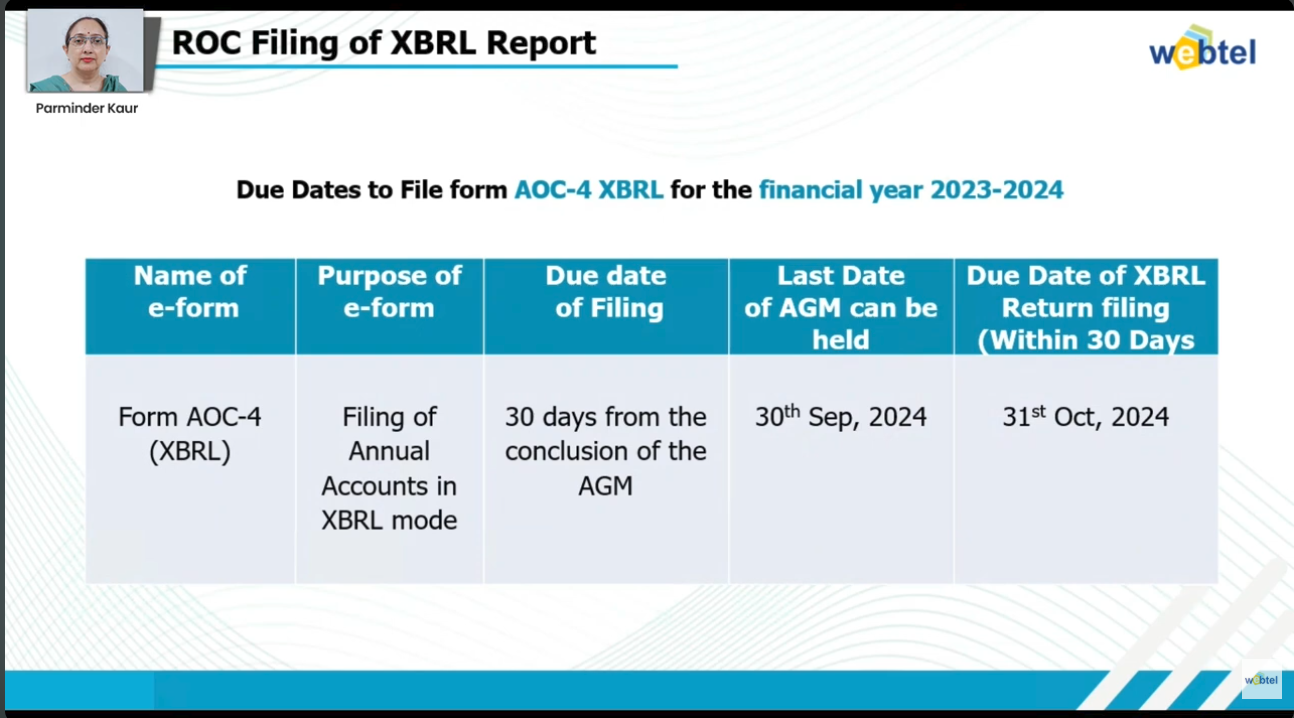 ROC Filing of XBRL Report
webtel
Parminder Kaur
Due Dates to File form AOC-4 XBRL for the financial year 2023-2024
Name of
e-form
Purpose of
e-form
Due date
of Filing
Last Date
of AGM can be
held
Due Date of XBRL
Return filing
(Within 30 Days
Form AOC-4
(XBRL)
Filing of
Annual
Accounts in
XBRL mode
30 days from the
conclusion of the
AGM
30th Sep, 2024
31st Oct, 2024
webtel